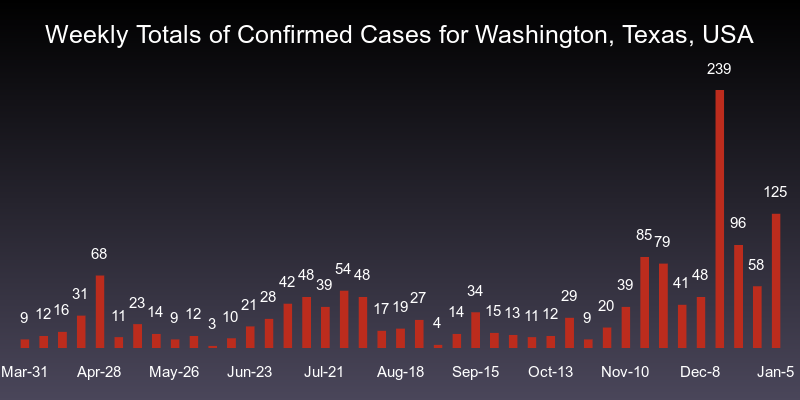 Weekly Totals of Confirmed Cases for Washington, Texas, USA
9 12 16 31 68 11 23 14 9 12 3 10 21 28 42 48 39 54 48 17 19 27 4 14 34 15 13 11 12 29 9 20 39 85 79 41 48 239 96 58 125
Mar-31 Apr-28 May-26 Jun-23 Jul-21 Aug-18 Sep-15 Oct-13 Nov-10 Dec-8 Jan-5